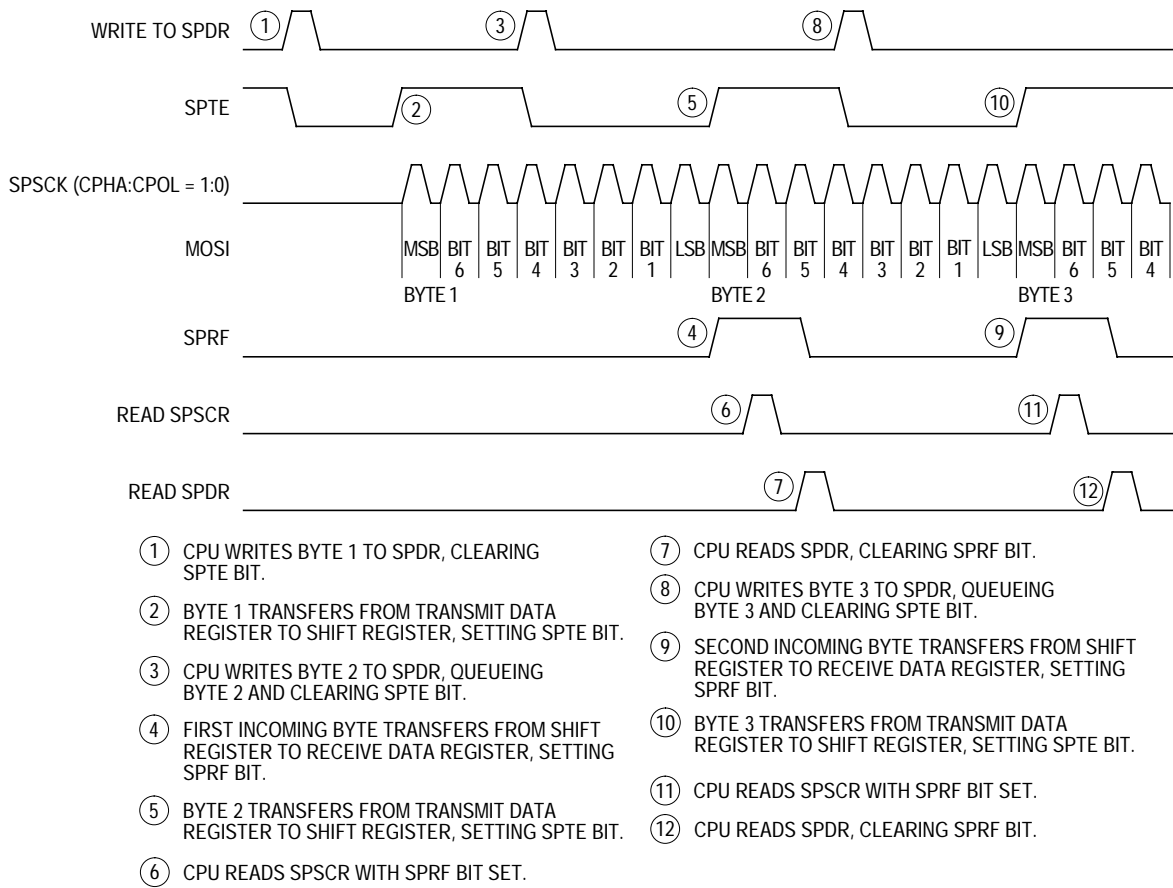 WRITE TO SPDR
1
3
8
SPTE
2
5
10
SPSCK (CPHA:CPOL = 1:0)
MOSI
MSB BIT 6 BIT 5 BIT 4 BIT 3 BIT 2 BIT 1 LSB MSB BIT 6 BIT 5 BIT 4 BIT 3 BIT 2 BIT 1 LSB MSB BIT 6 BIT 5 BIT 4
BYTE 1 BYTE 2 BYTE 3
SPRF
4
9
READ SPSCR
6
11
READ SPDR
7
12
1 CPU WRITES BYTE 1 TO SPDR, CLEARING
SPTE BIT.
2 BYTE 1 TRANSFERS FROM TRANSMIT DATA
REGISTER TO SHIFT REGISTER, SETTING SPTE BIT.
3 CPU WRITES BYTE 2 TO SPDR, QUEUEING
BYTE 2 AND CLEARING SPTE BIT.
4 FIRST INCOMING BYTE TRANSFERS FROM SHIFT
REGISTER TO RECEIVE DATA REGISTER, SETTING
SPRF BIT.
5 BYTE 2 TRANSFERS FROM TRANSMIT DATA
REGISTER TO SHIFT REGISTER, SETTING SPTE BIT.
6 CPU READS SPSCR WITH SPRF BIT SET.
7 CPU READS SPDR, CLEARING SPRF BIT.
8 CPU WRITES BYTE 3 TO SPDR, QUEUEING
BYTE 3 AND CLEARING SPTE BIT.
9 SECOND INCOMING BYTE TRANSFERS FROM SHIFT
REGISTER TO RECEIVE DATA REGISTER, SETTING
SPRF BIT.
10 BYTE 3 TRANSFERS FROM TRANSMIT DATA
REGISTER TO SHIFT REGISTER, SETTING SPTE BIT.
11 CPU READS SPSCR WITH SPRF BIT SET.
12 CPU READS SPDR, CLEARING SPRF BIT.